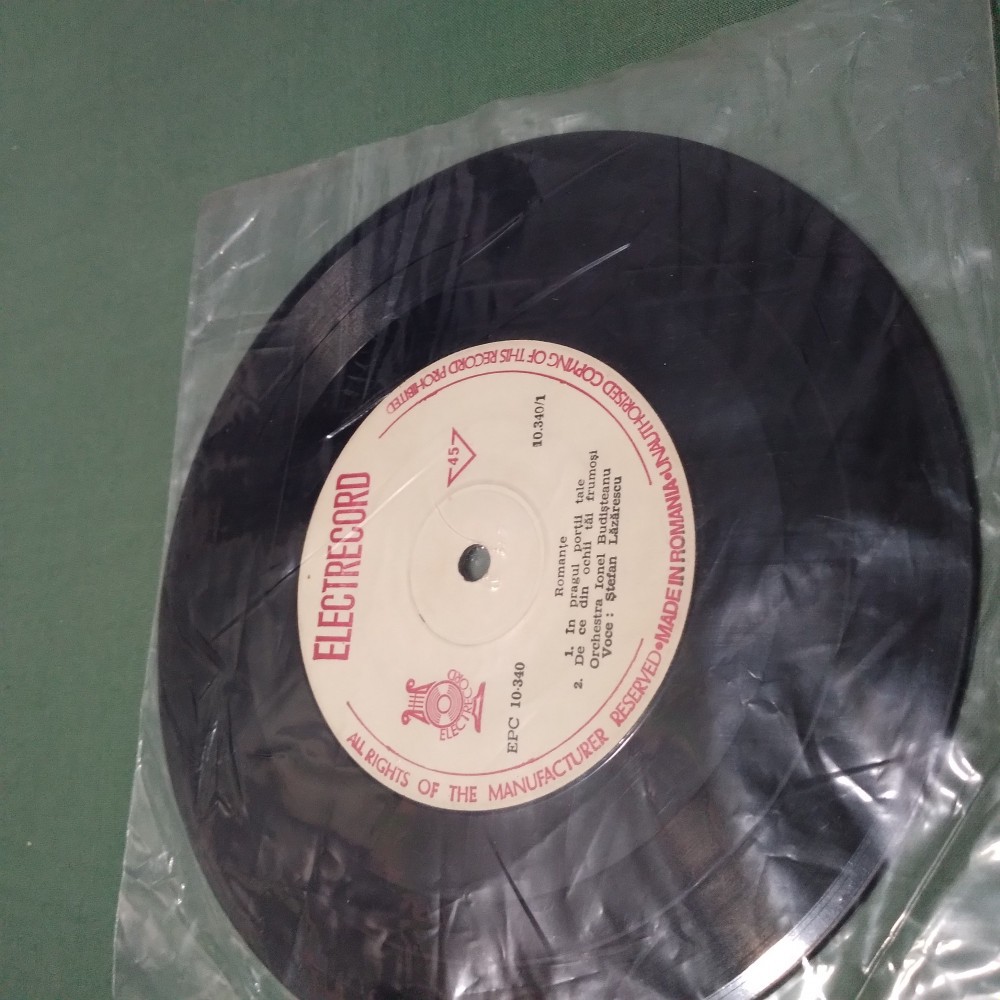 ELECTRECORD
ELECTRECORD
45
EPC 10-340
10.340/1
Romanțe
1. In pragul porții tale
2. De ce din ochii tăi frumoși
Orchestra Ionel Budișteanu
Voce : Ștefan Lăzărescu
ALL RIGHTS OF THE MANUFACTURER RESERVED•MADE IN ROMANIA•UNAUTHORISED COPYING OF THIS RECORD PROHIBITED